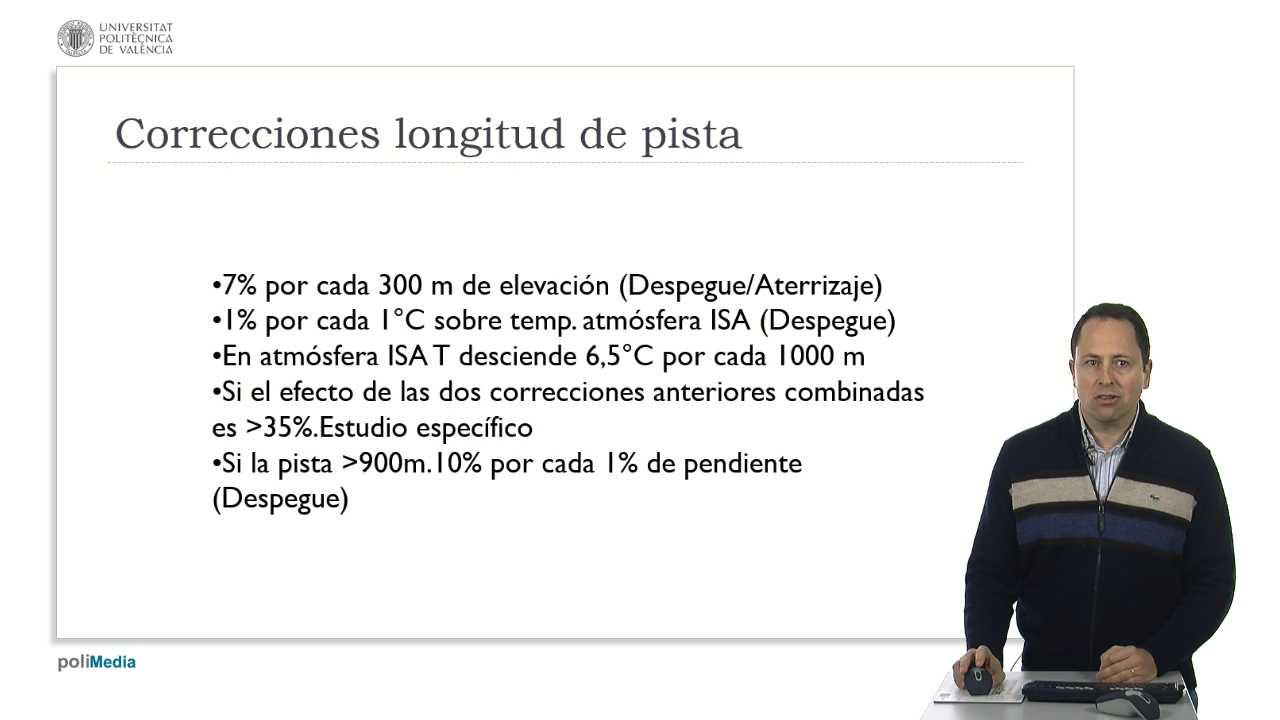 UNIVERSITAT
POLITÈCNICA
DE VALÈNCIA
Correcciones longitud de pista
•7% por cada 300 m de elevación (Despegue/Aterrizaje)
•1% por cada 1°C sobre temp. atmósfera ISA (Despegue)
•En atmósfera ISA T desciende 6,5°C por cada 1000 m
•Si el efecto de las dos correcciones anteriores combinadas
es >35%.Estudio específico
•Si la pista >900m.10% por cada 1% de pendiente
(Despegue)
poliMedia